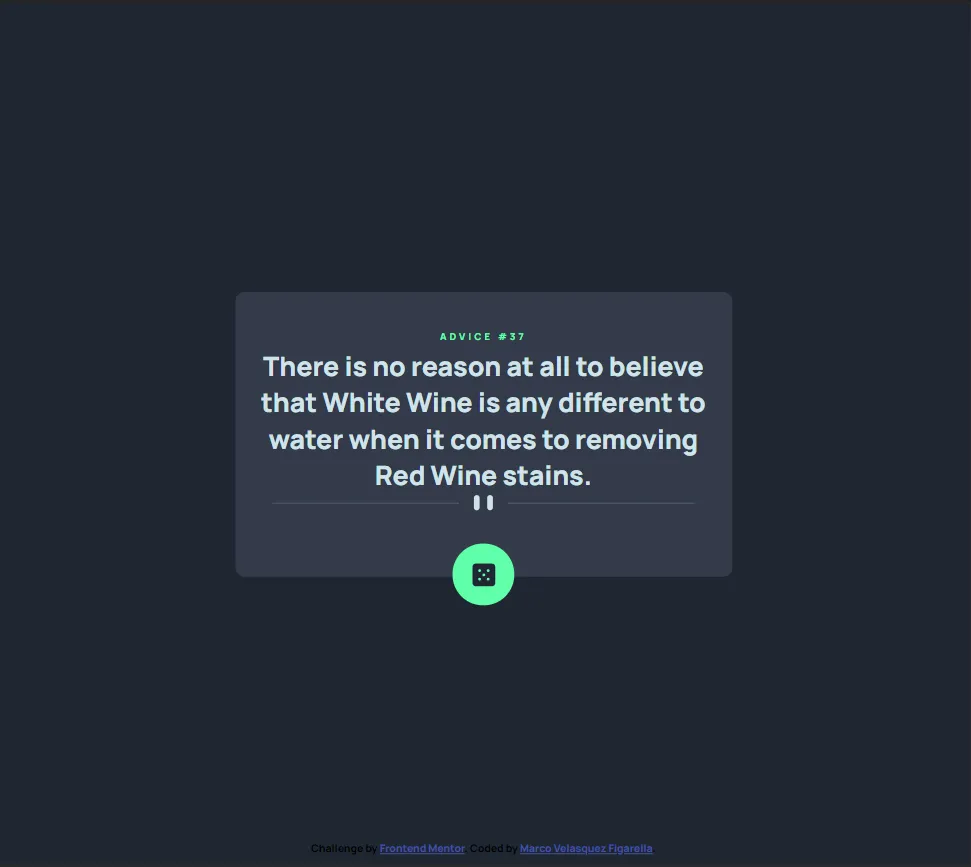 ADVICE #37
There is no reason at all to believe
that White Wine is any different to
water when it comes to removing
Red Wine stains.
Challenge by Frontend Mentor. Coded by Marco Velasquez Figarella.